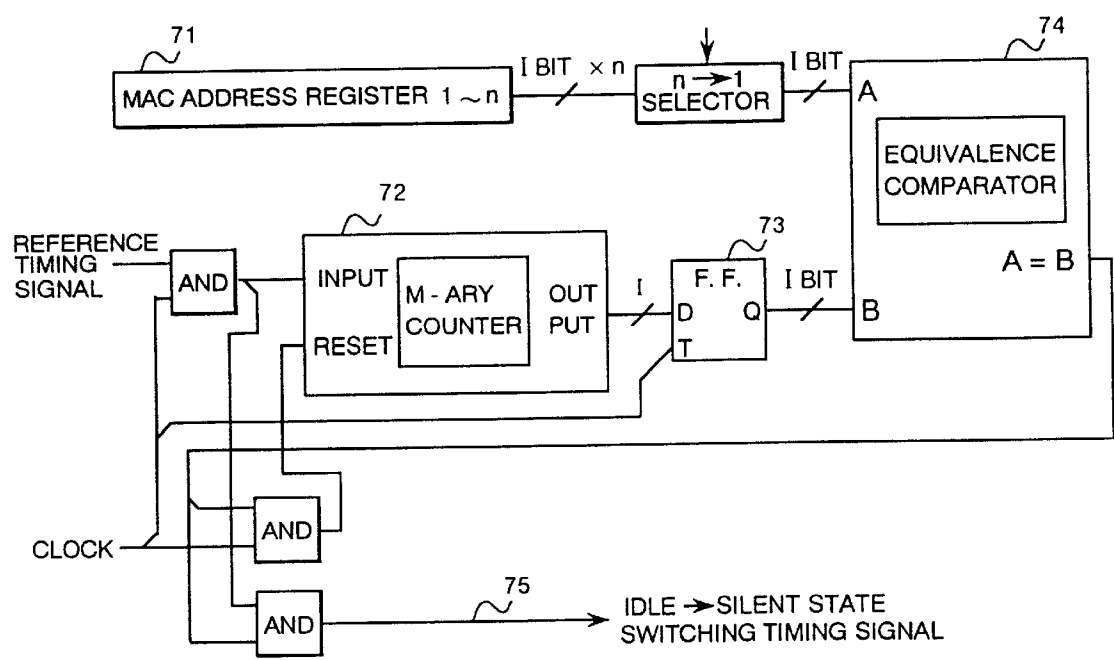 71
MAC ADDRESS REGISTER 1 ~ n
I BIT × n
n → 1
SELECTOR
I BIT
74
A
EQUIVALENCE
COMPARATOR
A = B
B
REFERENCE
TIMING
SIGNAL
AND
72
INPUT
RESET
M - ARY
COUNTER
OUT
PUT
I
73
F. F.
D
Q
T
I BIT
CLOCK
AND
AND
75
IDLE → SILENT STATE
SWITCHING TIMING SIGNAL